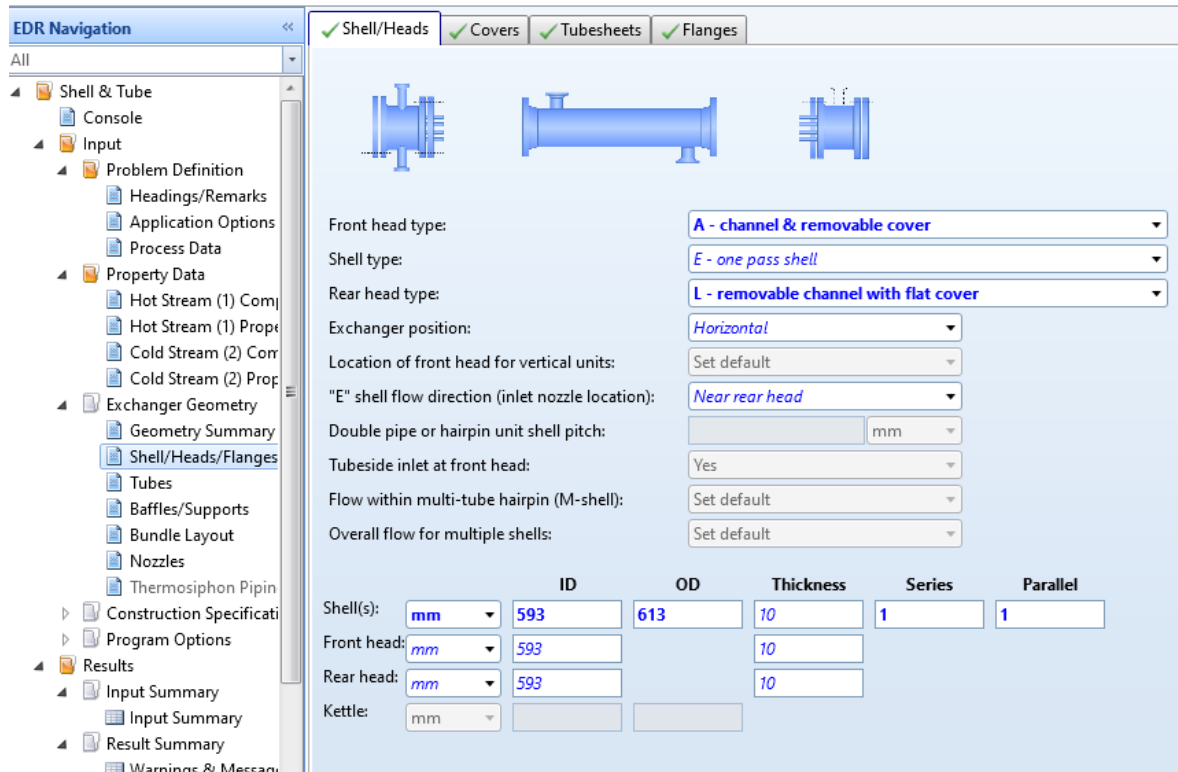 EDR Navigation «
All
Shell & Tube
Console
Input
Problem Definition
Headings/Remarks
Application Options
Process Data
Property Data
Hot Stream (1) Comp
Hot Stream (1) Prope
Cold Stream (2) Com
Cold Stream (2) Prop
Exchanger Geometry
Geometry Summary
Shell/Heads/Flanges
Tubes
Baffles/Supports
Bundle Layout
Nozzles
Thermosiphon Pipin
Construction Specificati
Program Options
Results
Input Summary
Input Summary
Result Summary
Warnings & Message
Shell/Heads Covers Tubesheets Flanges
Front head type: A - channel & removable cover
Shell type: E - one pass shell
Rear head type: L - removable channel with flat cover
Exchanger position: Horizontal
Location of front head for vertical units: Set default
"E" shell flow direction (inlet nozzle location): Near rear head
Double pipe or hairpin unit shell pitch: mm
Tubeside inlet at front head: Yes
Flow within multi-tube hairpin (M-shell): Set default
Overall flow for multiple shells: Set default
ID OD Thickness Series Parallel
Shell(s): mm 593 613 10 1 1
Front head: mm 593 10
Rear head: mm 593 10
Kettle: mm